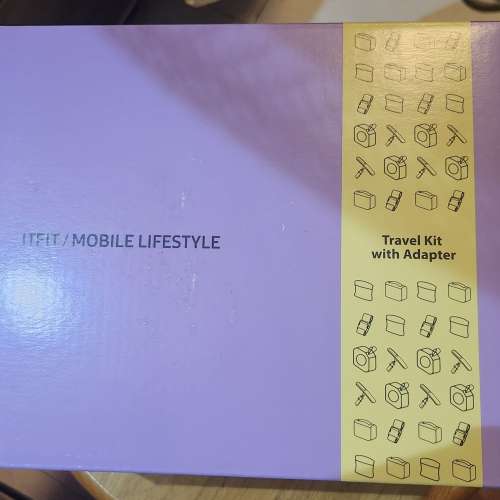 ITFIT / MOBILE LIFESTYLE
Travel Kit
with Adapter